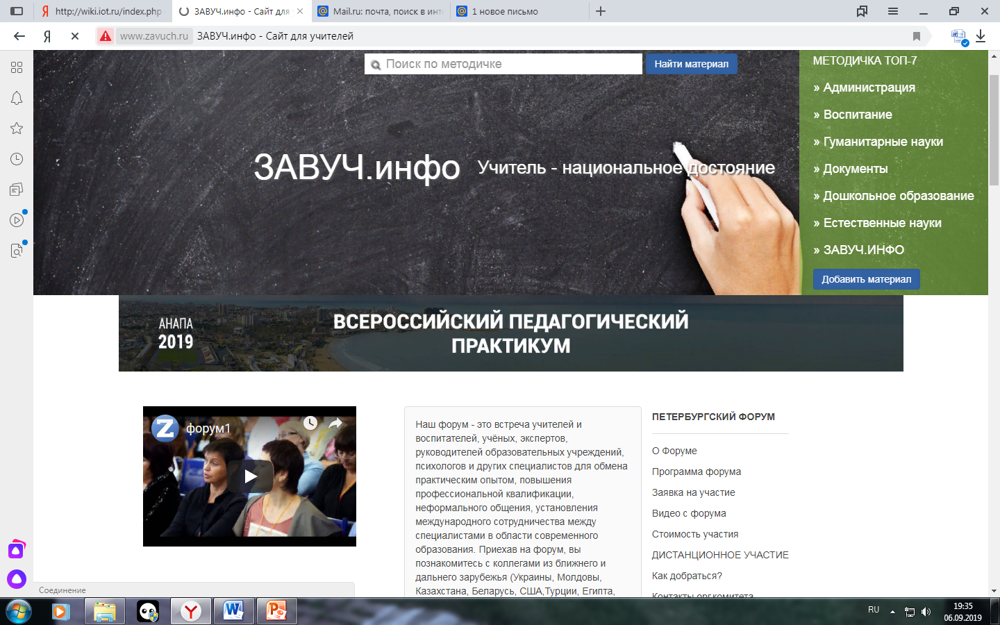 http://wiki.iot.ru/index.php -
ЗАВУЧ.инфо - Сайт для
Mail.ru: почта, поиск в инте
1 новое письмо
Я
www.zavuch.ru ЗАВУЧ.инфо - Сайт для учителей
Поиск по методичке
Найти материал
ЗАВУЧ.инфо
Учитель - национальное достояние
МЕТОДИЧКА ТОП-7
» Администрация
» Воспитание
» Гуманитарные науки
» Документы
» Дошкольное образование
» Естественные науки
» ЗАВУЧ.ИНФО
Добавить материал
АНАПА
2019
ВСЕРОССИЙСКИЙ ПЕДАГОГИЧЕСКИЙ
ПРАКТИКУМ
Z форум1
Наш форум - это встреча учителей и
воспитателей, учёных, экспертов,
руководителей образовательных учреждений,
психологов и других специалистов для обмена
практическим опытом, повышения
профессиональной квалификации,
неформального общения, установления
международного сотрудничества между
специалистами в области современного
образования. Приехав на форум, вы
познакомитесь с коллегами из ближнего и
дальнего зарубежья (Украины, Молдовы,
Казахстана, Беларусь, США,Турции, Египта,
ПЕТЕРБУРГСКИЙ ФОРУМ
О Форуме
Программа форума
Заявка на участие
Видео с форума
Стоимость участия
ДИСТАНЦИОННОЕ УЧАСТИЕ
Как добраться?
Контакты орг.комитета
Соединение
RU
19:35
06.09.2019